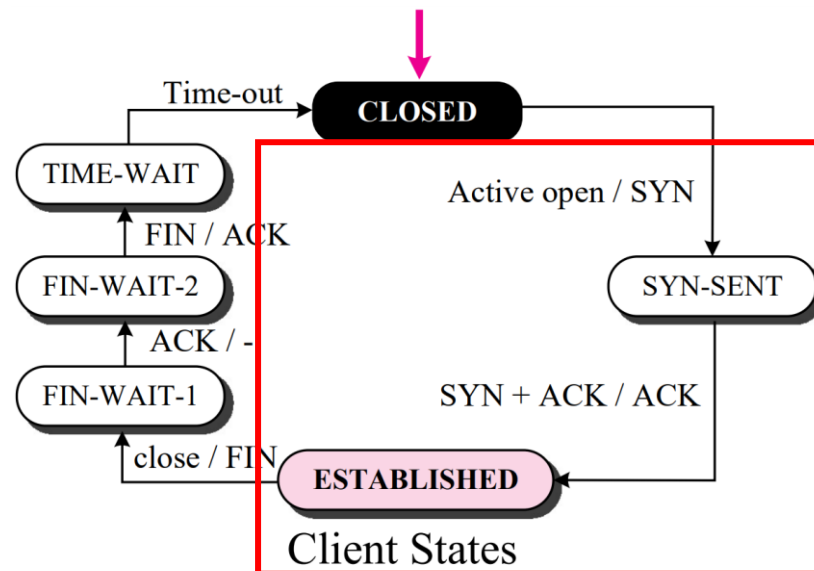 Time-out
CLOSED
TIME-WAIT
Active open / SYN
FIN / ACK
FIN-WAIT-2
SYN-SENT
ACK / -
FIN-WAIT-1
SYN + ACK / ACK
close / FIN
ESTABLISHED
Client States